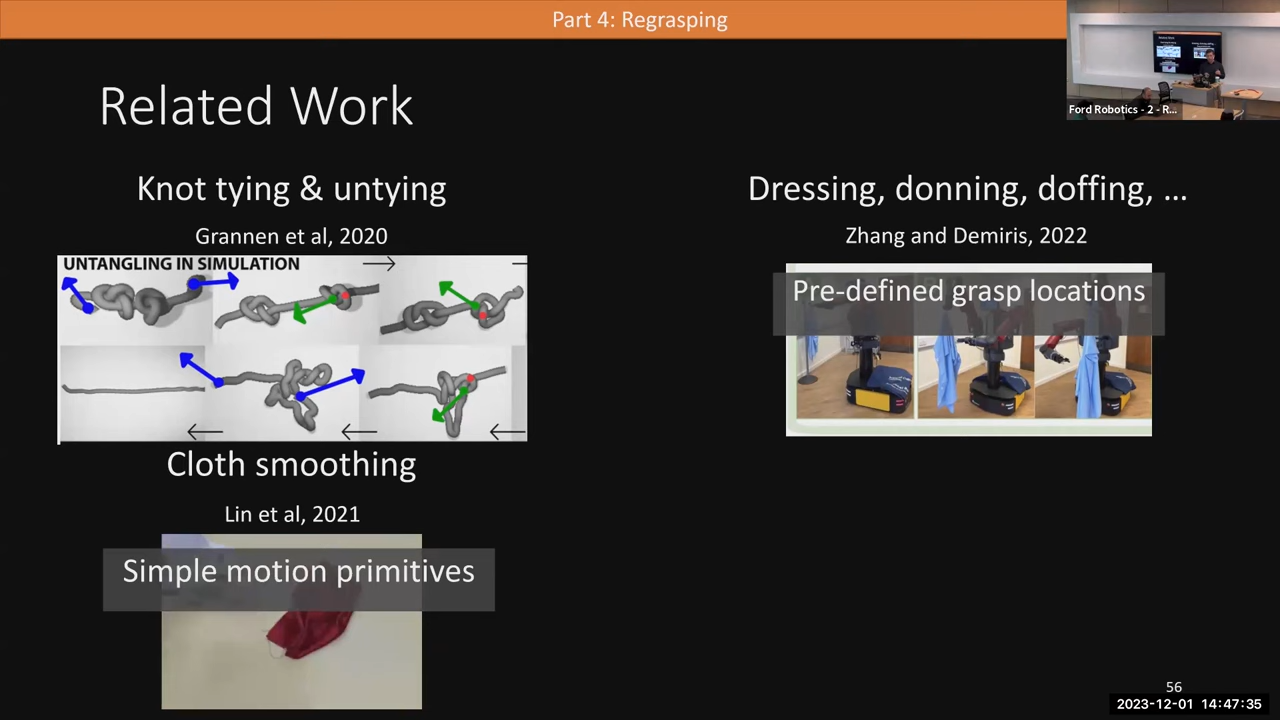 Part 4: Regrasping
Ford Robotics - 2 - R...
Related Work
Knot tying & untying
Grannen et al, 2020
UNTANGLING IN SIMULATION
Cloth smoothing
Lin et al, 2021
Simple motion primitives
Dressing, donning, doffing, ...
Zhang and Demiris, 2022
Pre-defined grasp locations
56
2023-12-01 14:47:35